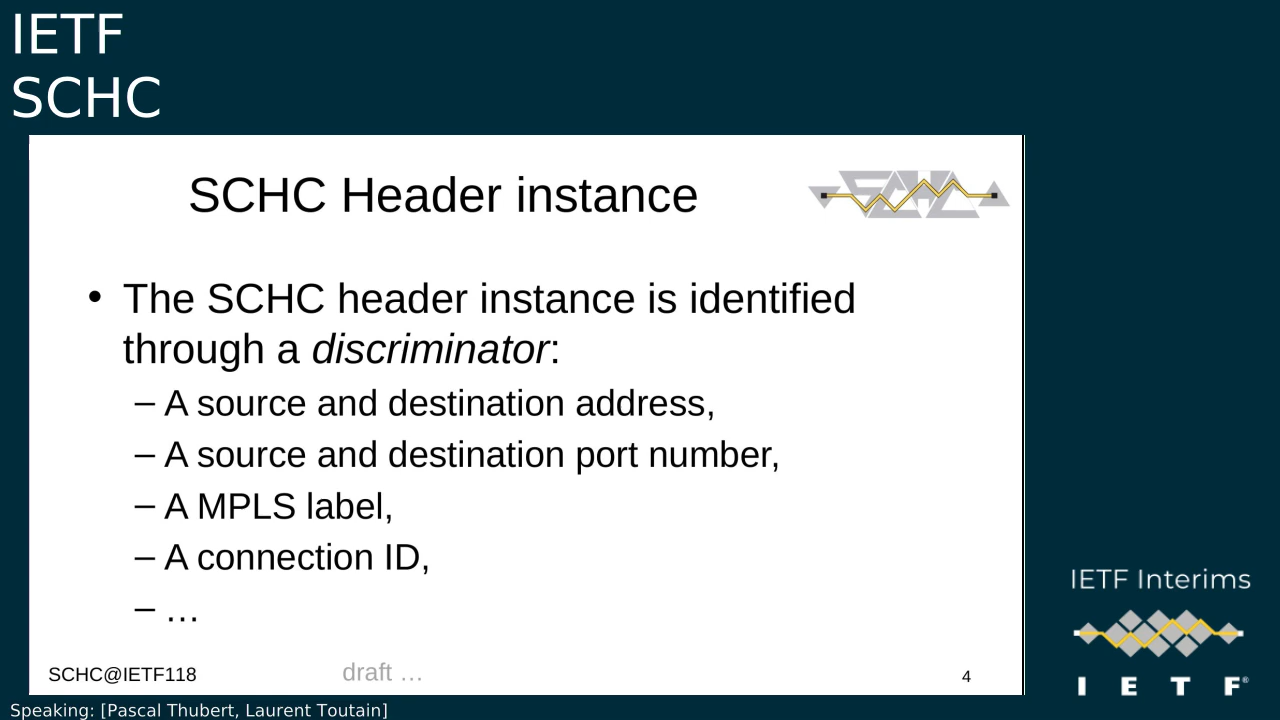 IETF
SCHC
SCHC Header instance
SCHC
• The SCHC header instance is identified
through a discriminator:
– A source and destination address,
– A source and destination port number,
– A MPLS label,
– A connection ID,
– …
SCHC@IETF118
draft …
4
IETF Interims
I E T F®
Speaking: [Pascal Thubert, Laurent Toutain]